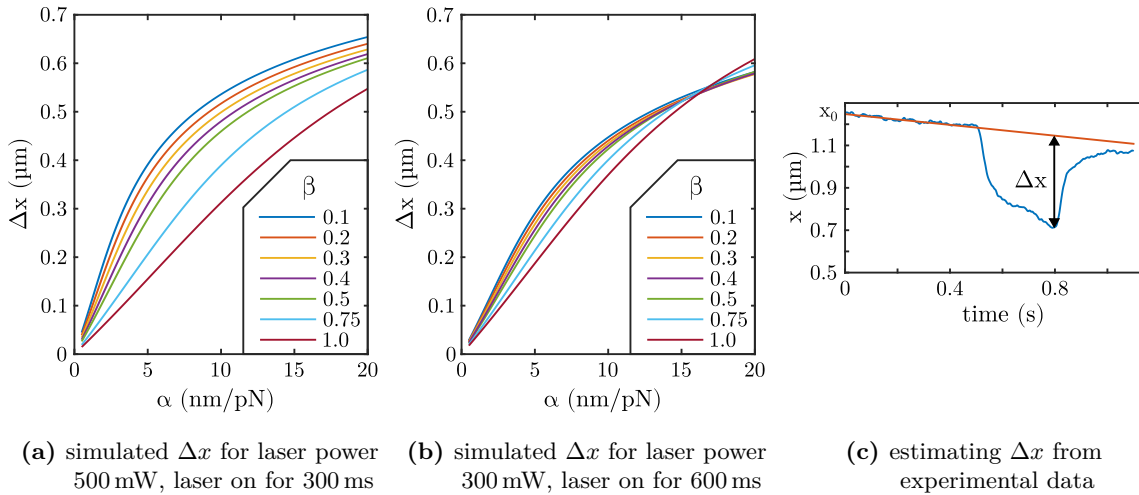 0.7
0.6
0.5
0.4
0.3
0.2
0.1
0
Δx (µm)
0 5 10 15 20
α (nm/pN)
β
0.1
0.2
0.3
0.4
0.5
0.75
1.0
(a) simulated Δx for laser power
500 mW, laser on for 300 ms
0.7
0.6
0.5
0.4
0.3
0.2
0.1
0
Δx (µm)
0 5 10 15 20
α (nm/pN)
β
0.1
0.2
0.3
0.4
0.5
0.75
1.0
(b) simulated Δx for laser power
300 mW, laser on for 600 ms
1.3
x₀
1.1
0.9
0.7
0.5
x (µm)
Δx
0 0.4 0.8
time (s)
(c) estimating Δx from
experimental data